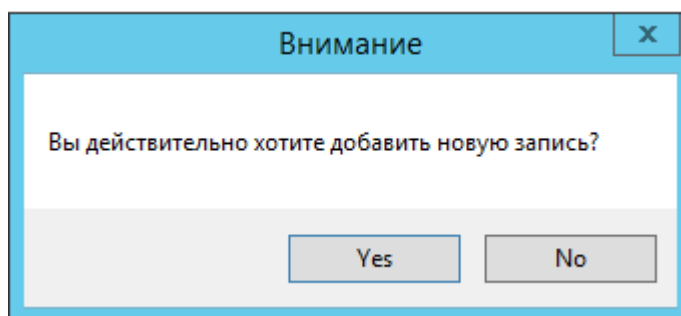 Внимание
Вы действительно хотите добавить новую запись?
Yes No